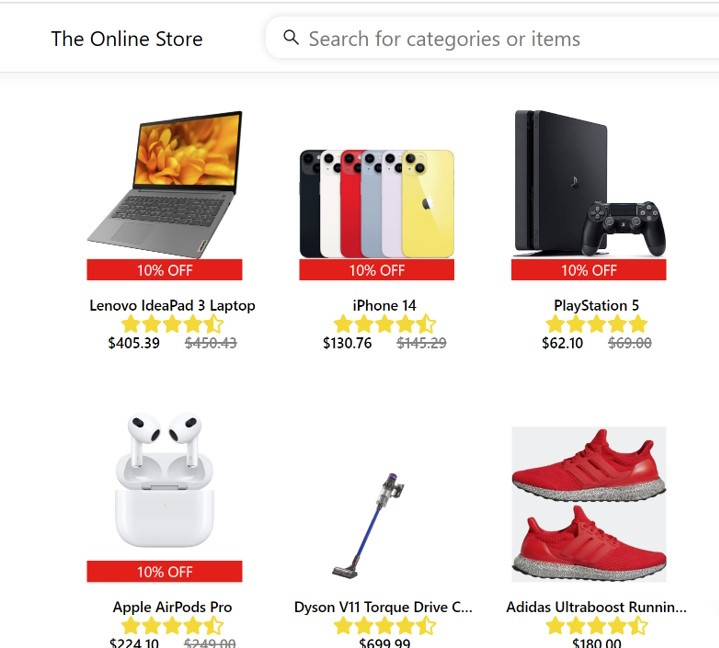 The Online Store
Search for categories or items
10% OFF
10% OFF
10% OFF
Lenovo IdeaPad 3 Laptop
iPhone 14
PlayStation 5
$405.39 $450.43
$130.76 $145.29
$62.10 $69.00
10% OFF
Apple AirPods Pro
Dyson V11 Torque Drive C...
Adidas Ultraboost Runnin...
$224.10 $249.00
$699.99
$180.00